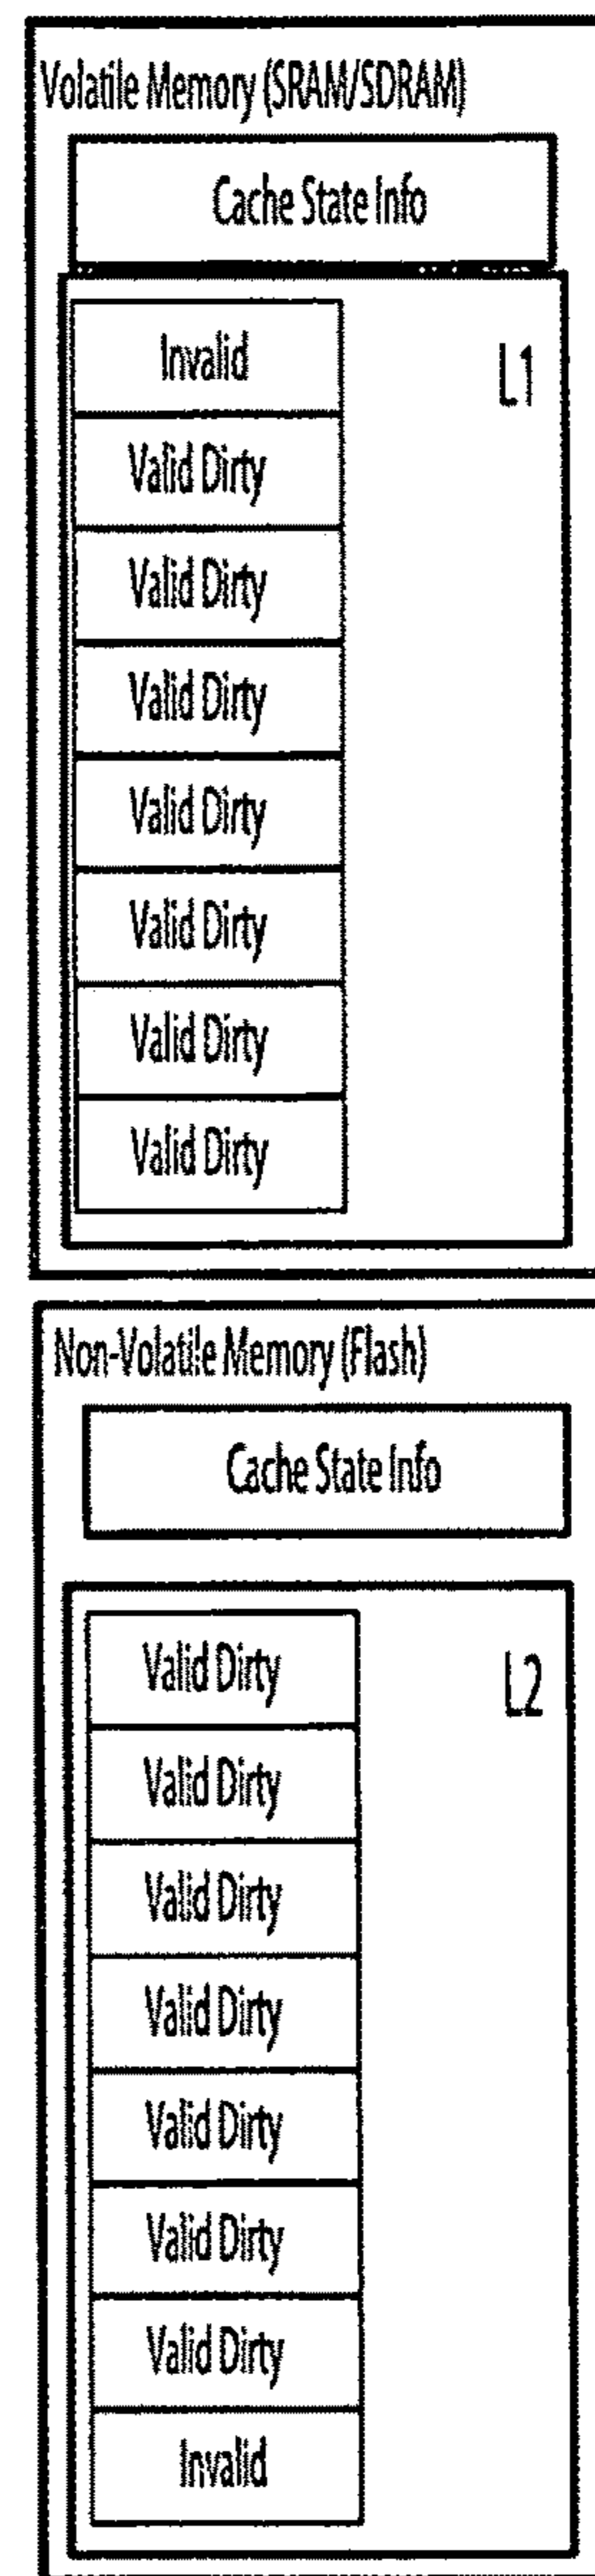 Volatile Memory (SRAM/SDRAM)
Cache State Info
Invalid
L1
Valid Dirty
Valid Dirty
Valid Dirty
Valid Dirty
Valid Dirty
Valid Dirty
Valid Dirty
Non-Volatile Memory (Flash)
Cache State Info
Valid Dirty
L2
Valid Dirty
Valid Dirty
Valid Dirty
Valid Dirty
Valid Dirty
Valid Dirty
Invalid